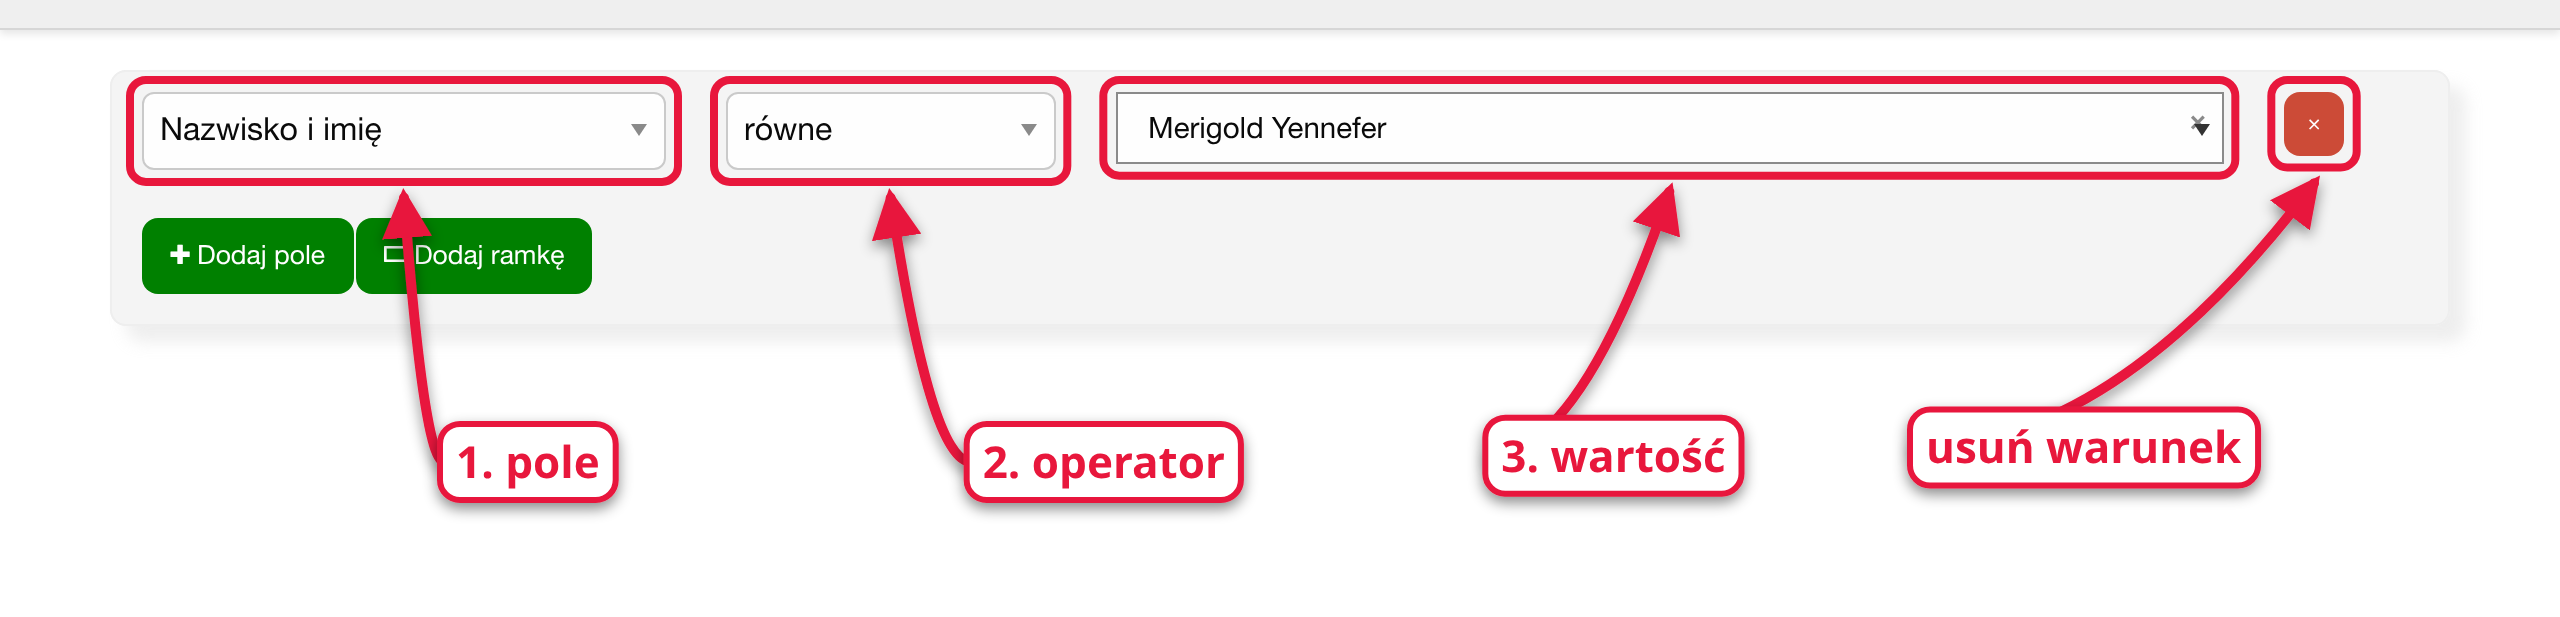 Nazwisko i imię
równe
Merigold Yennefer
×
×
Dodaj pole
Dodaj ramkę
1. pole
2. operator
3. wartość
usuń warunek